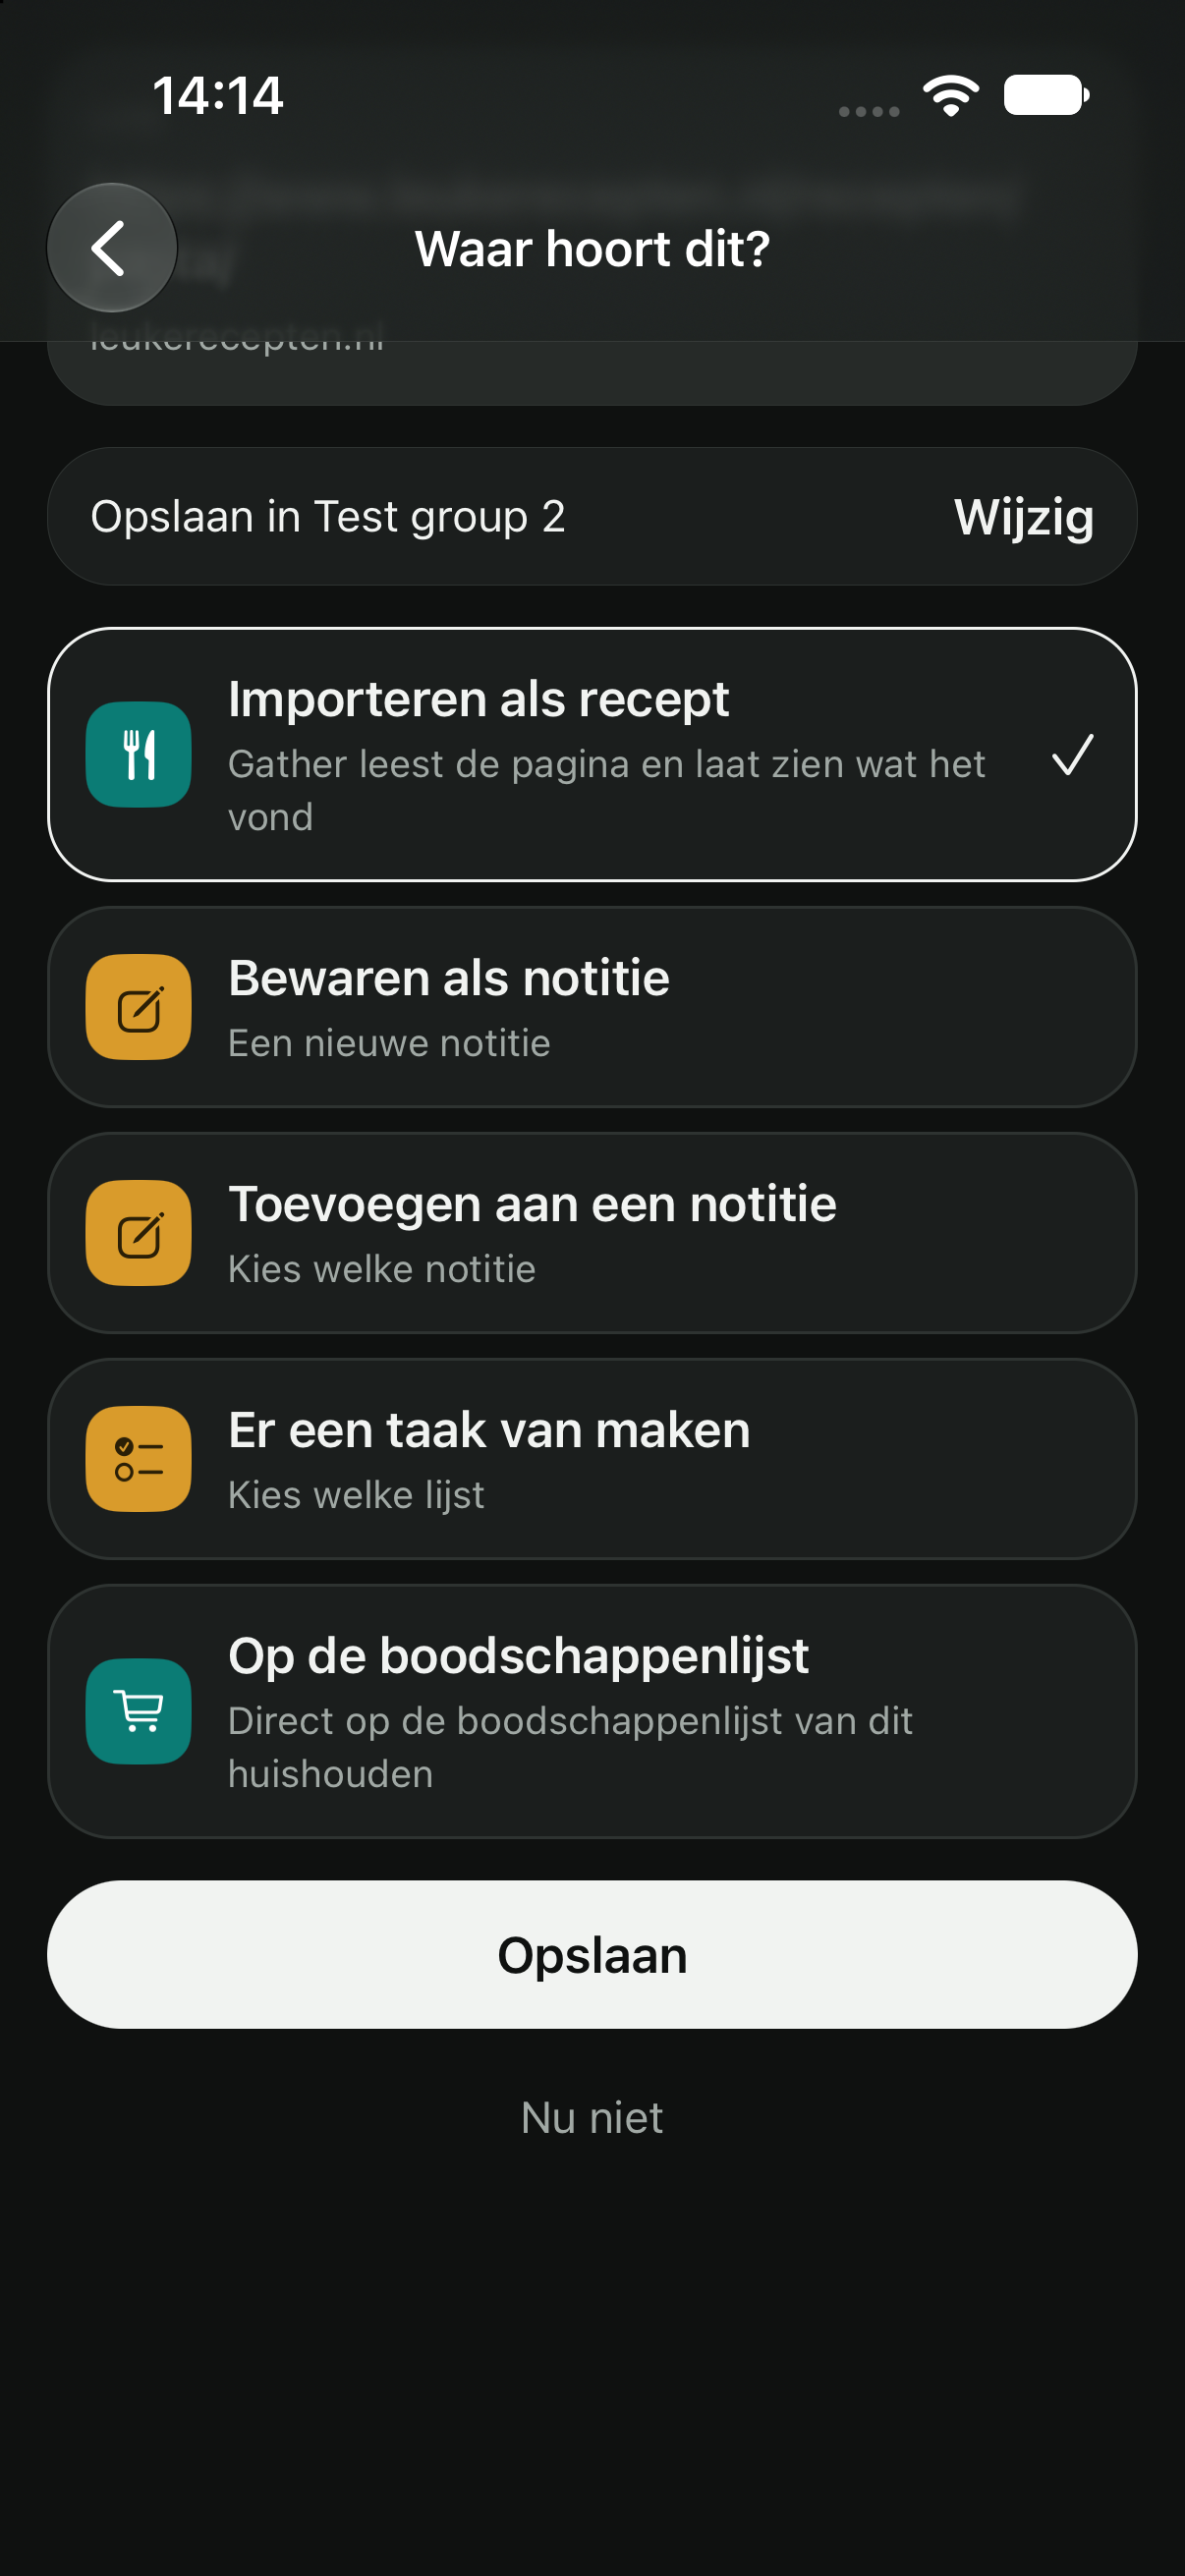 14:14
Waar hoort dit?
leukerecepten.nl
Opslaan in Test group 2
Wijzig
Importeren als recept
Gather leest de pagina en laat zien wat het
vond
Bewaren als notitie
Een nieuwe notitie
Toevoegen aan een notitie
Kies welke notitie
Er een taak van maken
Kies welke lijst
Op de boodschappenlijst
Direct op de boodschappenlijst van dit
huishouden
Opslaan
Nu niet